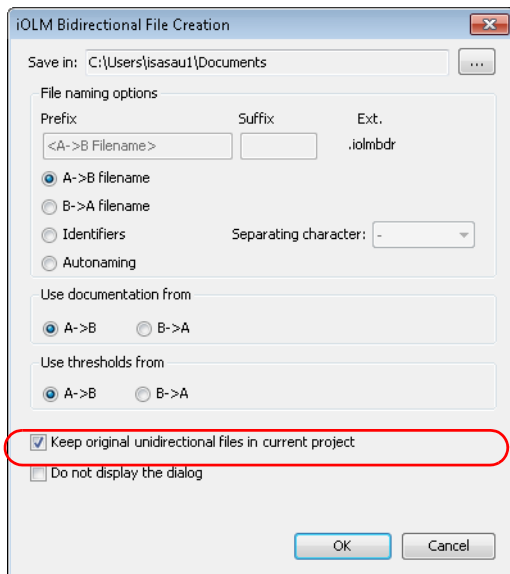 iOLM Bidirectional File Creation
Save in: C:\Users\isasau1\Documents ...
File naming options
Prefix Suffix Ext.
<A->B Filename> .iolmbdr
A->B filename
B->A filename
Identifiers Separating character: -
Autonaming
Use documentation from
A->B B->A
Use thresholds from
A->B B->A
Keep original unidirectional files in current project
Do not display the dialog
OK Cancel